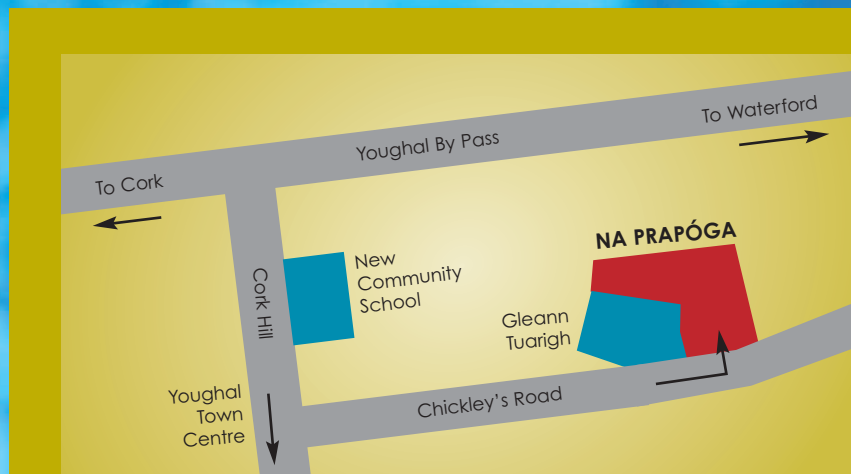 To Waterford
Youghal By Pass
To Cork
NA PRAPÓGA
New
Community
School
Cork Hill
Gleann
Tuarigh
Youghal
Town
Centre
Chickley's Road